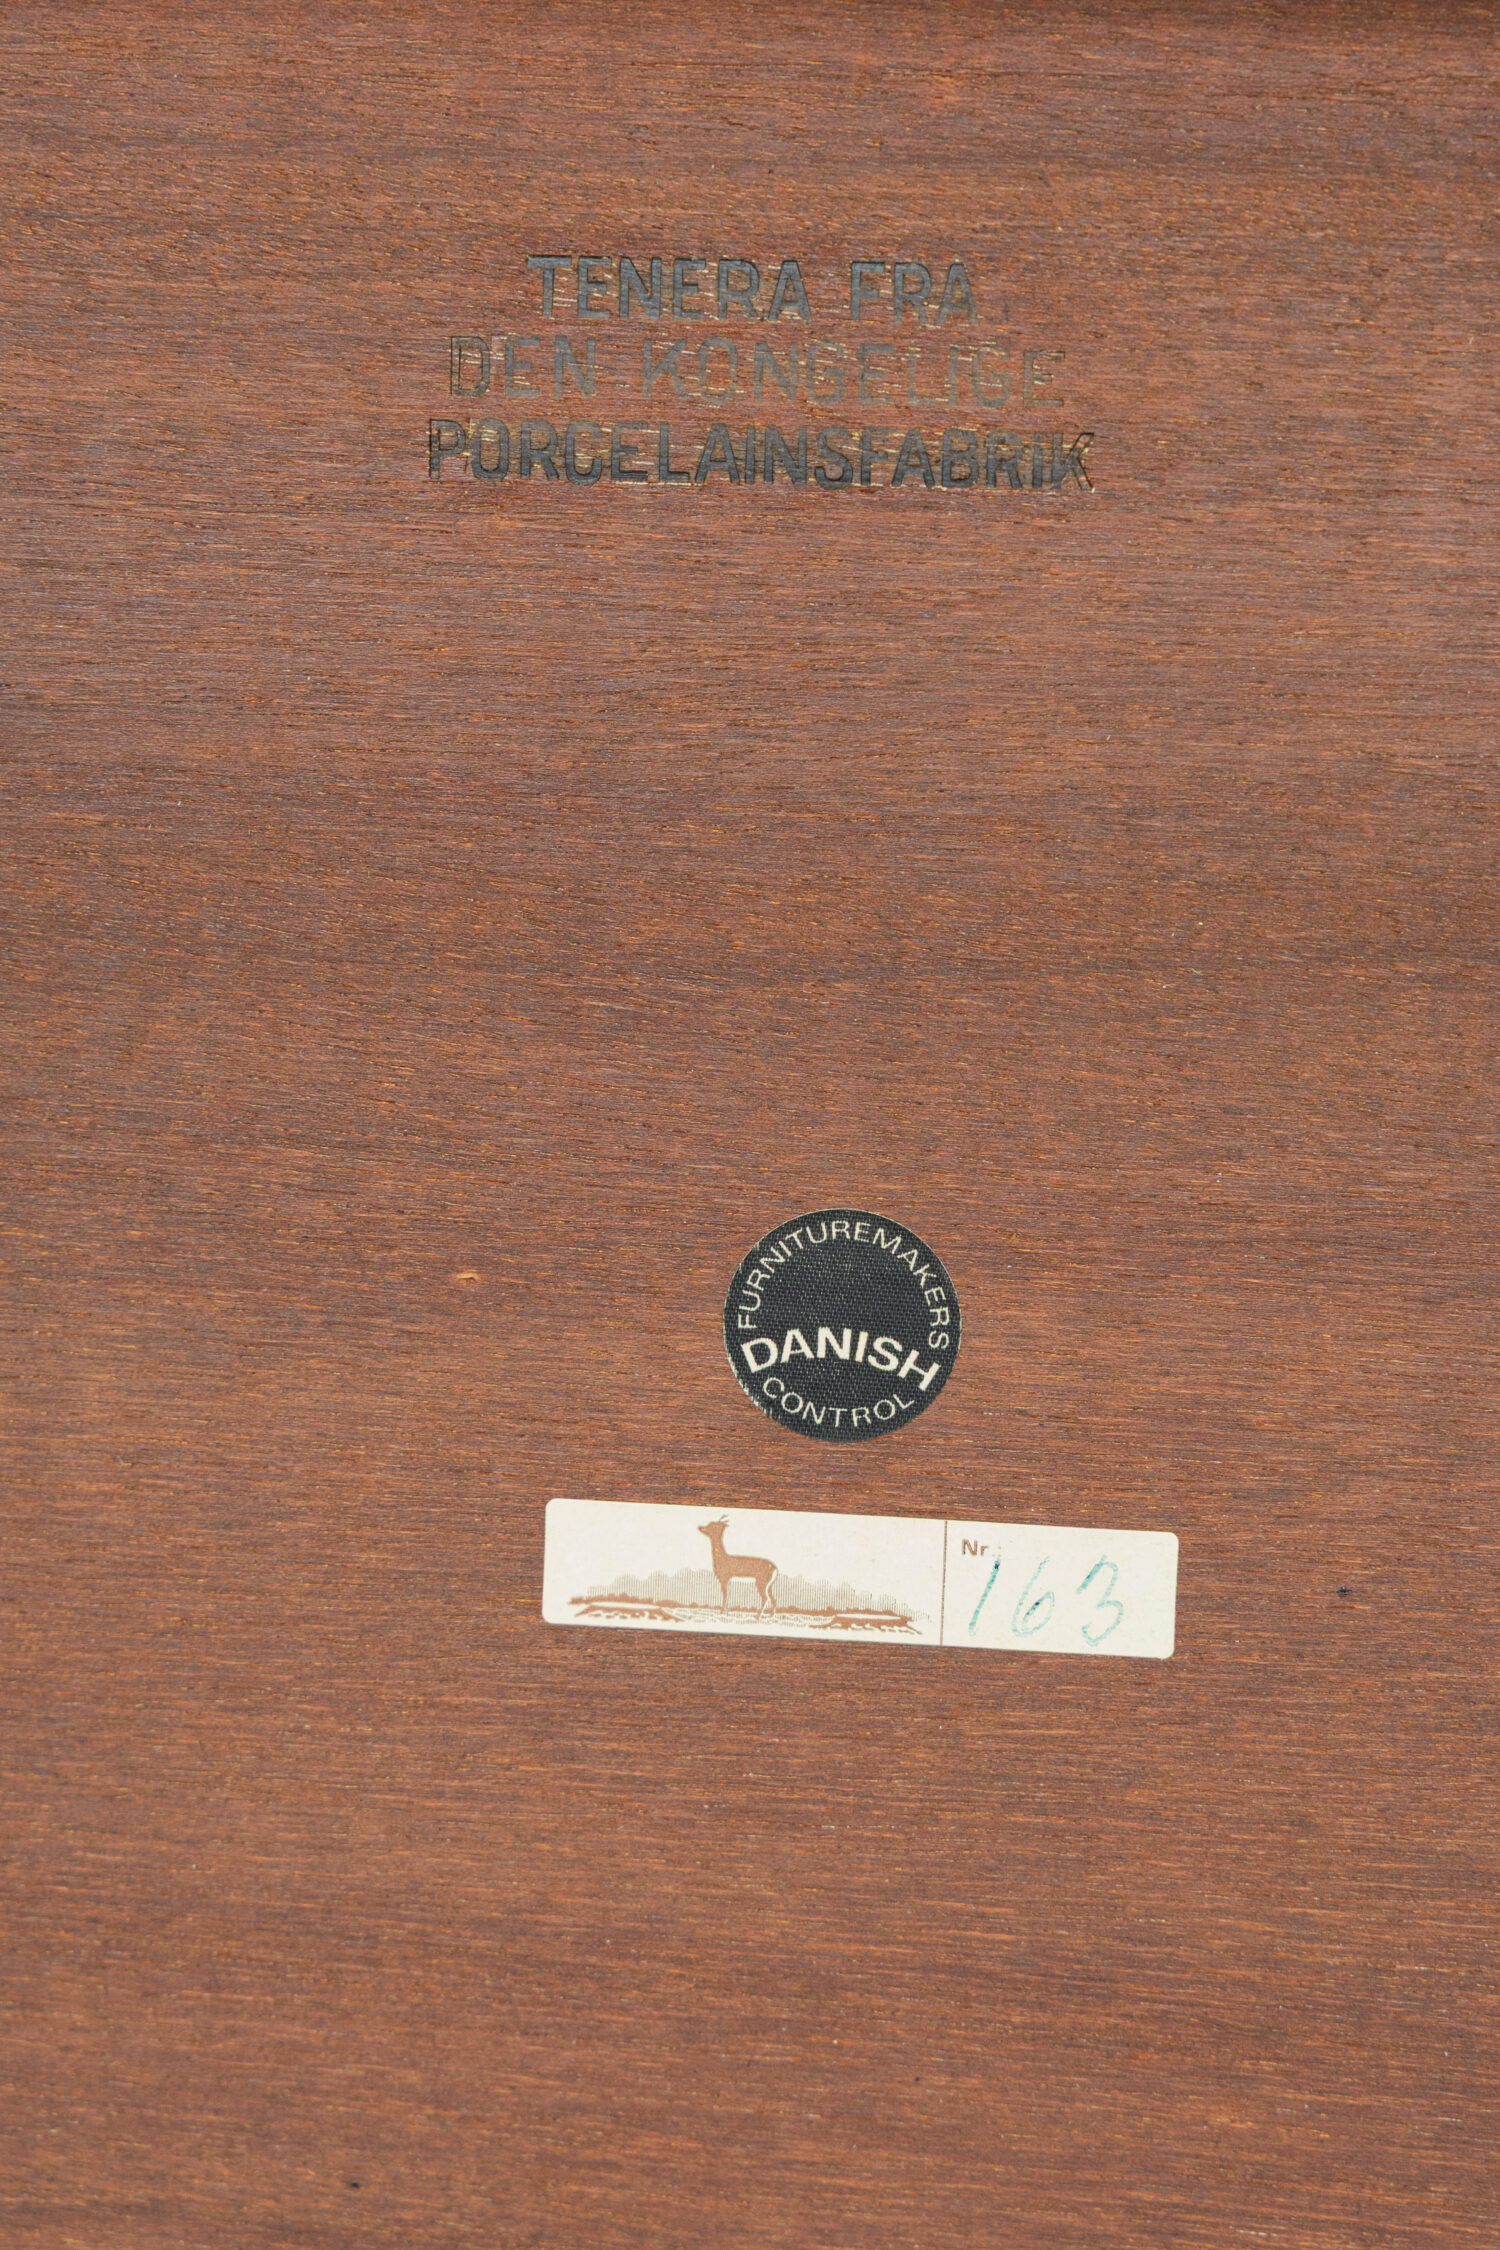 TENERA FRA
DEN KONGELIGE
PORCELAINSFABRIK
FURNITUREMAKERS
DANISH
CONTROL
Nr. 163